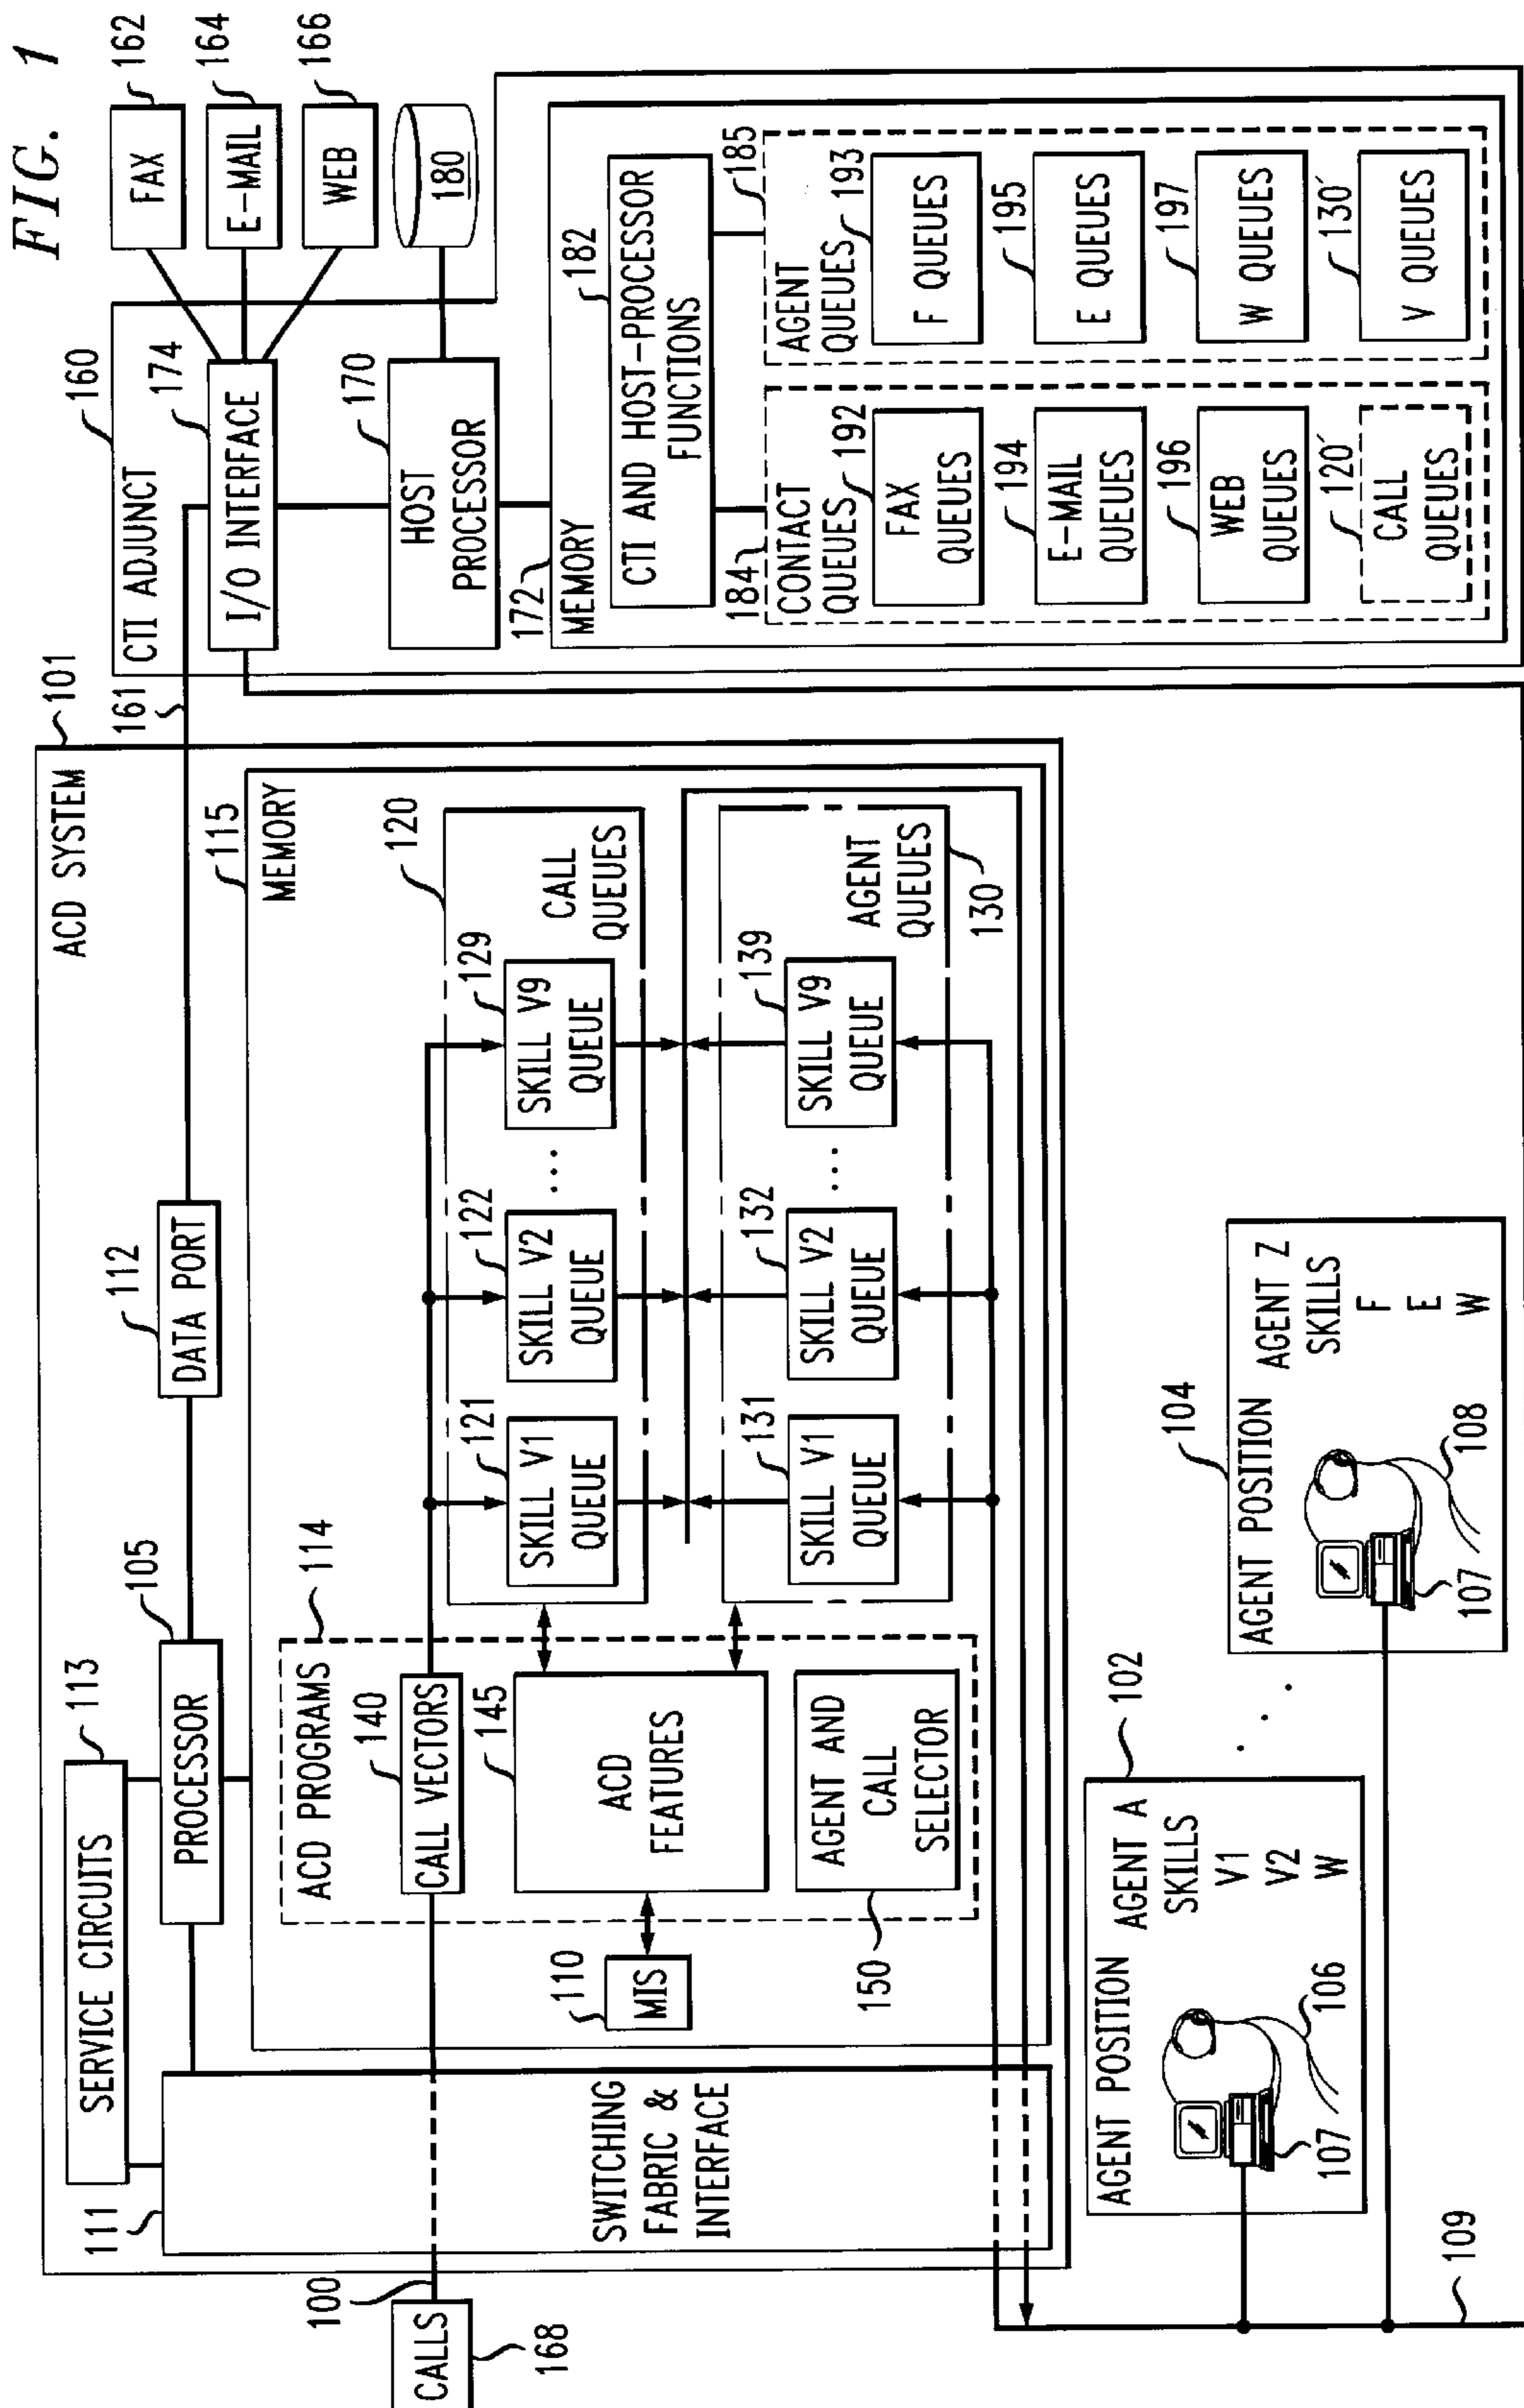 FIG. 1
ACD SYSTEM
101
SERVICE CIRCUITS
113
111
PROCESSOR
105
DATA PORT
112
161
MEMORY
115
ACD PROGRAMS
114
CALLS
168
100
CALL VECTORS
140
ACD
FEATURES
145
MIS
110
AGENT AND
CALL
SELECTOR
150
SWITCHING
FABRIC &
INTERFACE
120
CALL
QUEUES
SKILL V1
QUEUE
121
SKILL V2
QUEUE
122
...
SKILL V9
QUEUE
129
AGENT
QUEUES
130
SKILL V1
QUEUE
131
SKILL V2
QUEUE
132
...
SKILL V9
QUEUE
139
CTI ADJUNCT
160
I/O INTERFACE
174
FAX
162
E-MAIL
164
WEB
166
HOST
PROCESSOR
170
180
172
MEMORY
CTI AND HOST-PROCESSOR
FUNCTIONS
182
184
CONTACT
QUEUES
192
FAX
QUEUES
194
E-MAIL
QUEUES
196
WEB
QUEUES
120'
CALL
QUEUES
185
AGENT
QUEUES
193
F QUEUES
195
E QUEUES
197
W QUEUES
130'
V QUEUES
102
AGENT POSITION
AGENT A
SKILLS
V1
V2
W
107
106
. . .
104
AGENT POSITION
AGENT Z
SKILLS
F
E
W
107
108
109